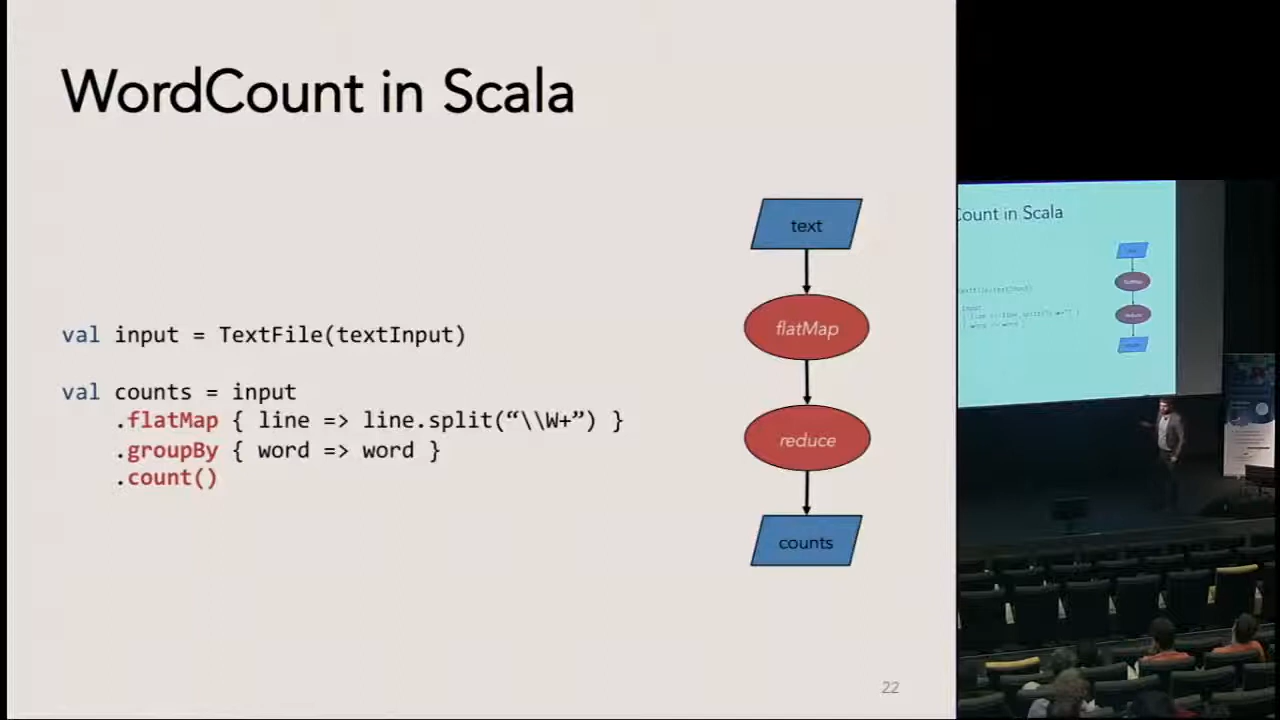 WordCount in Scala
val input = TextFile(textInput)
val counts = input
.flatMap { line => line.split(“\\W+”) }
.groupBy { word => word }
.count()
text
flatMap
reduce
counts
22
Count in Scala